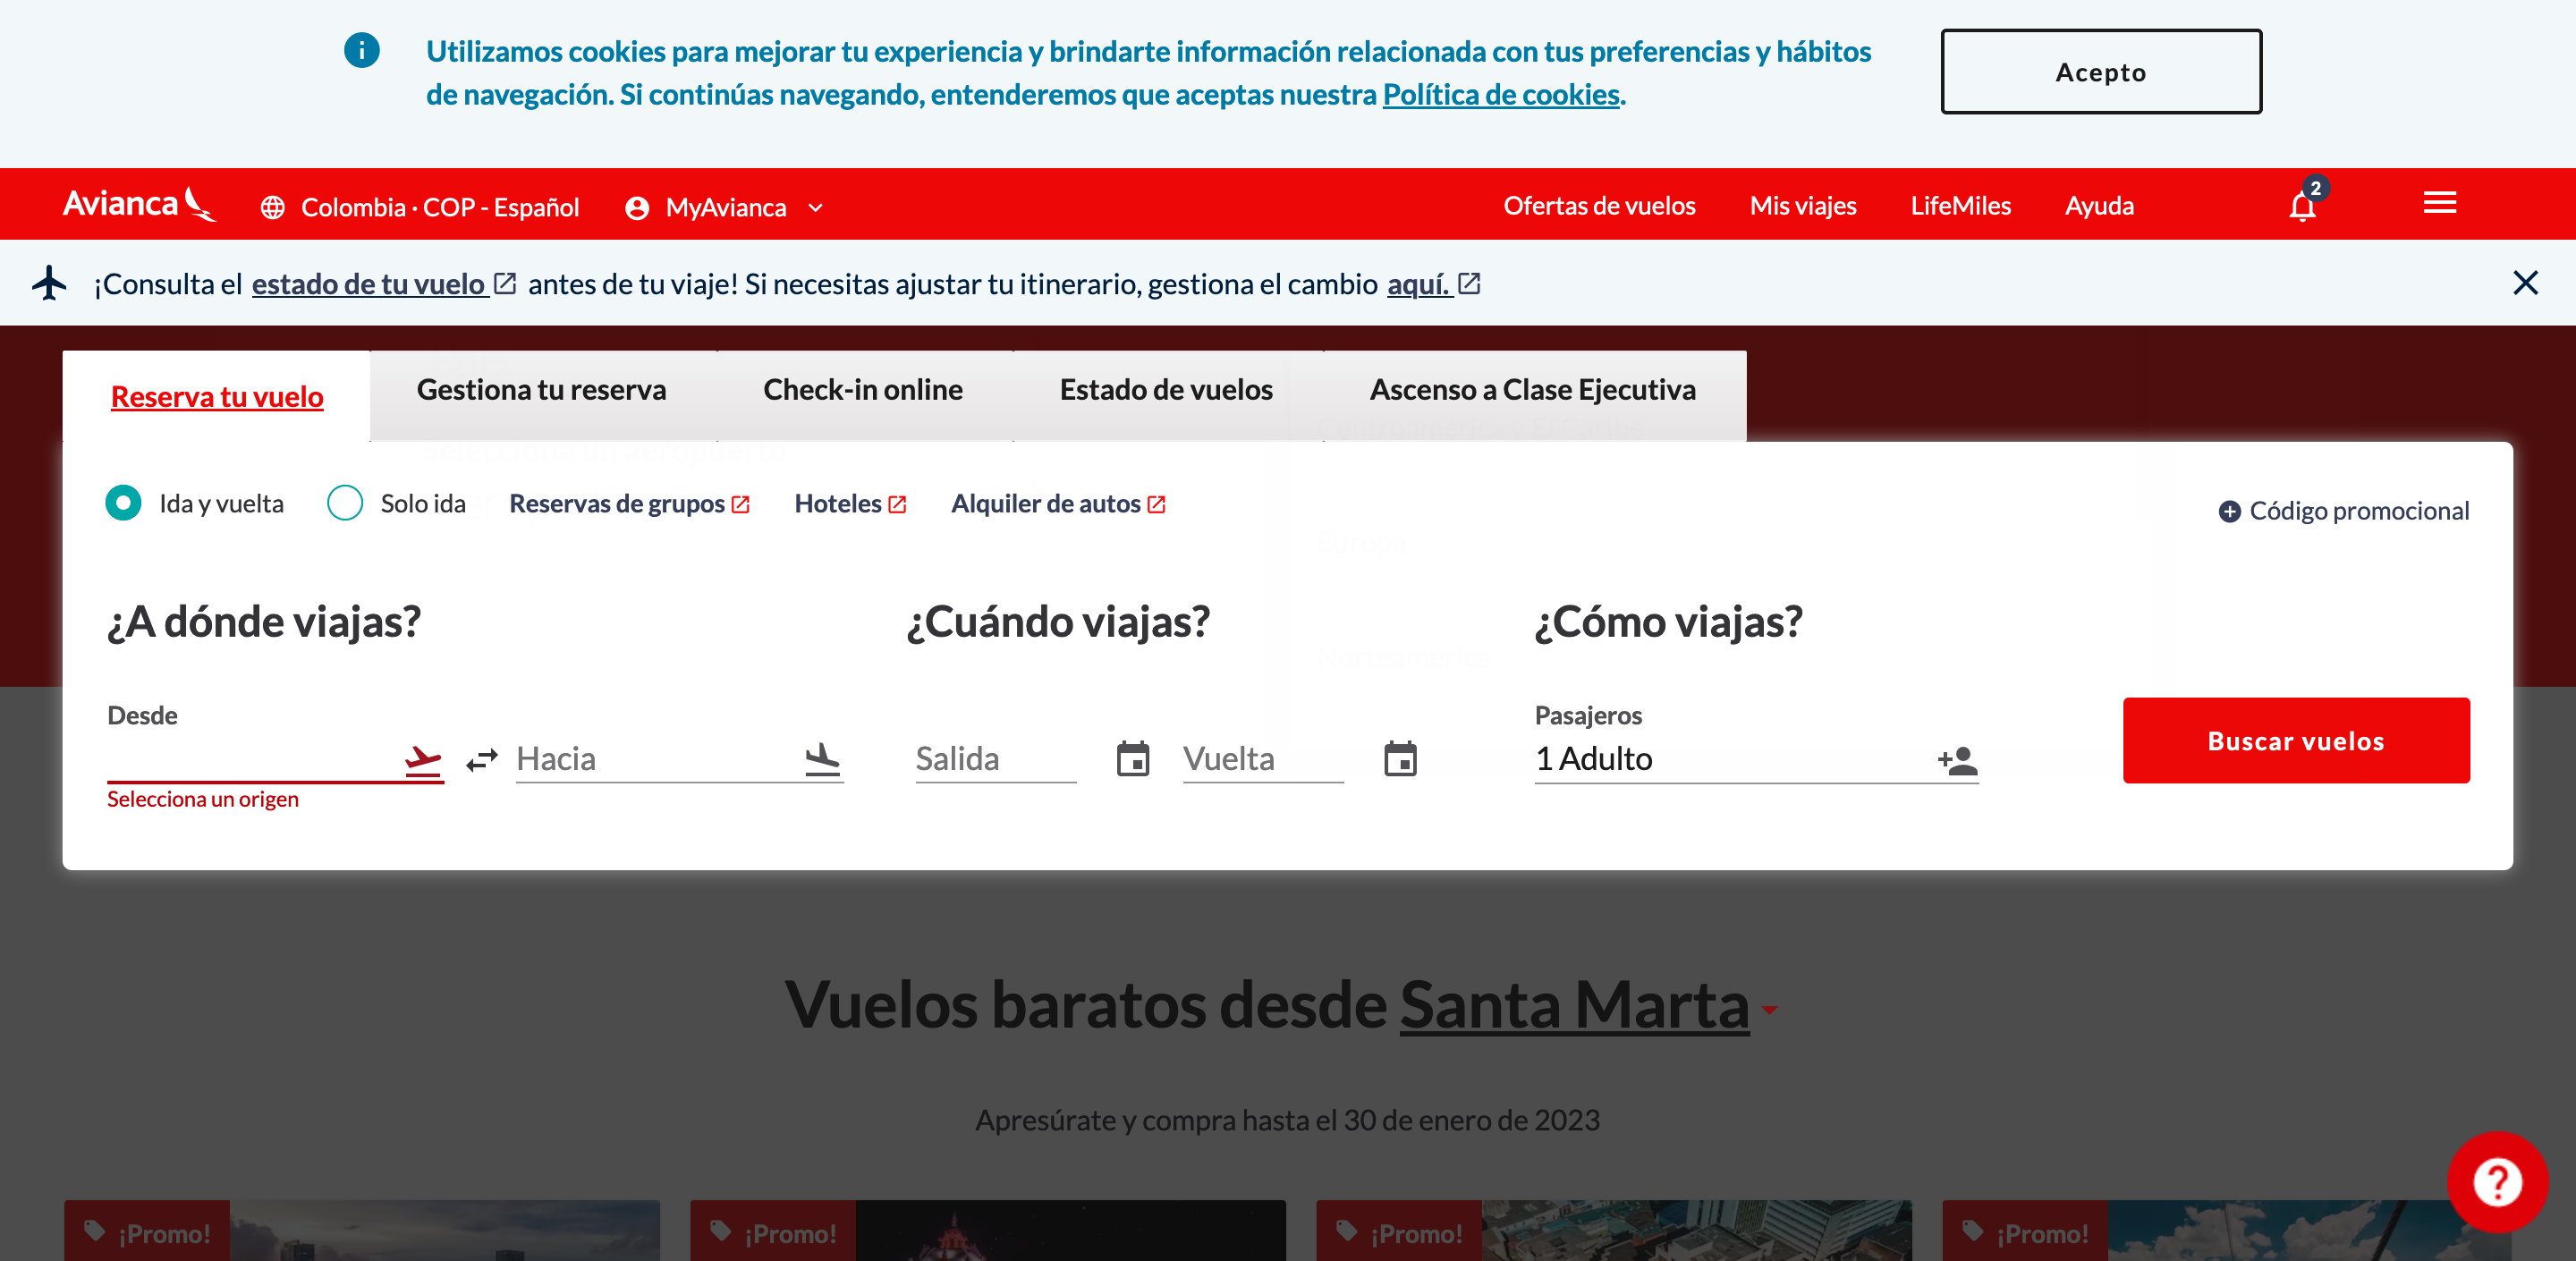 Utilizamos cookies para mejorar tu experiencia y brindarte información relacionada con tus preferencias y hábitos
de navegación. Si continúas navegando, entenderemos que aceptas nuestra Política de cookies.
Acepto
Avianca
Colombia · COP - Español
MyAvianca
Ofertas de vuelos
Mis viajes
LifeMiles
Ayuda
2
¡Consulta el estado de tu vuelo antes de tu viaje! Si necesitas ajustar tu itinerario, gestiona el cambio aquí.
Reserva tu vuelo
Gestiona tu reserva
Check-in online
Estado de vuelos
Ascenso a Clase Ejecutiva
Ida y vuelta
Solo ida
Reservas de grupos
Hoteles
Alquiler de autos
Código promocional
Europa
Norteamérica
¿A dónde viajas?
¿Cuándo viajas?
¿Cómo viajas?
Desde
Selecciona un origen
Hacia
Salida
Vuelta
Pasajeros
1 Adulto
Buscar vuelos
Vuelos baratos desde Santa Marta
Apresúrate y compra hasta el 30 de enero de 2023
¡Promo!
¡Promo!
¡Promo!
¡Promo!